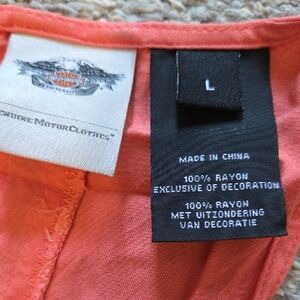 GENUINE MOTORCLOTHES
L
MADE IN CHINA
100% RAYON
EXCLUSIVE OF DECORATION
100% RAYON
MET UITZONDERING
VAN DECORATIE